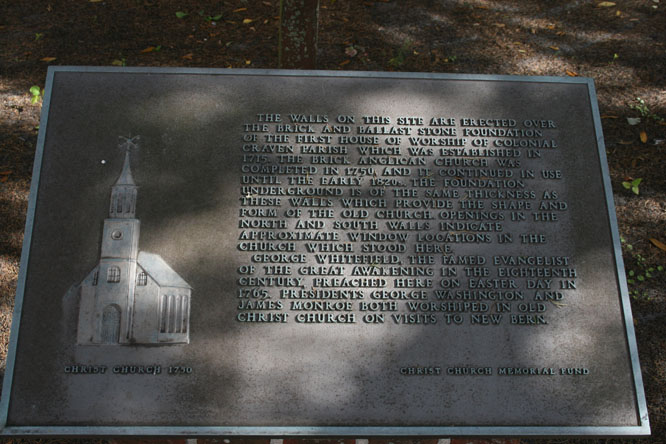 THE WALLS ON THIS SITE ARE ERECTED OVER
THE BRICK AND BALLAST STONE FOUNDATION
OF THE FIRST HOUSE OF WORSHIP OF COLONIAL
CRAVEN PARISH WHICH WAS ESTABLISHED IN
1715. THE BRICK ANGLICAN CHURCH WAS
COMPLETED IN 1750, AND IT CONTINUED IN USE
UNTIL THE EARLY 1820s. THE FOUNDATION
UNDERGROUND IS OF THE SAME THICKNESS AS
THESE WALLS WHICH PROVIDE THE SHAPE AND
FORM OF THE OLD CHURCH. OPENINGS IN THE
NORTH AND SOUTH WALLS INDICATE
APPROXIMATE WINDOW LOCATIONS IN THE
CHURCH WHICH STOOD HERE.
GEORGE WHITEFIELD, THE FAMED EVANGELIST
OF THE GREAT AWAKENING IN THE EIGHTEENTH
CENTURY, PREACHED HERE ON EASTER DAY IN
1765. PRESIDENTS GEORGE WASHINGTON AND
JAMES MONROE BOTH WORSHIPED IN OLD
CHRIST CHURCH ON VISITS TO NEW BERN.
CHRIST CHURCH 1750
CHRIST CHURCH MEMORIAL FUND